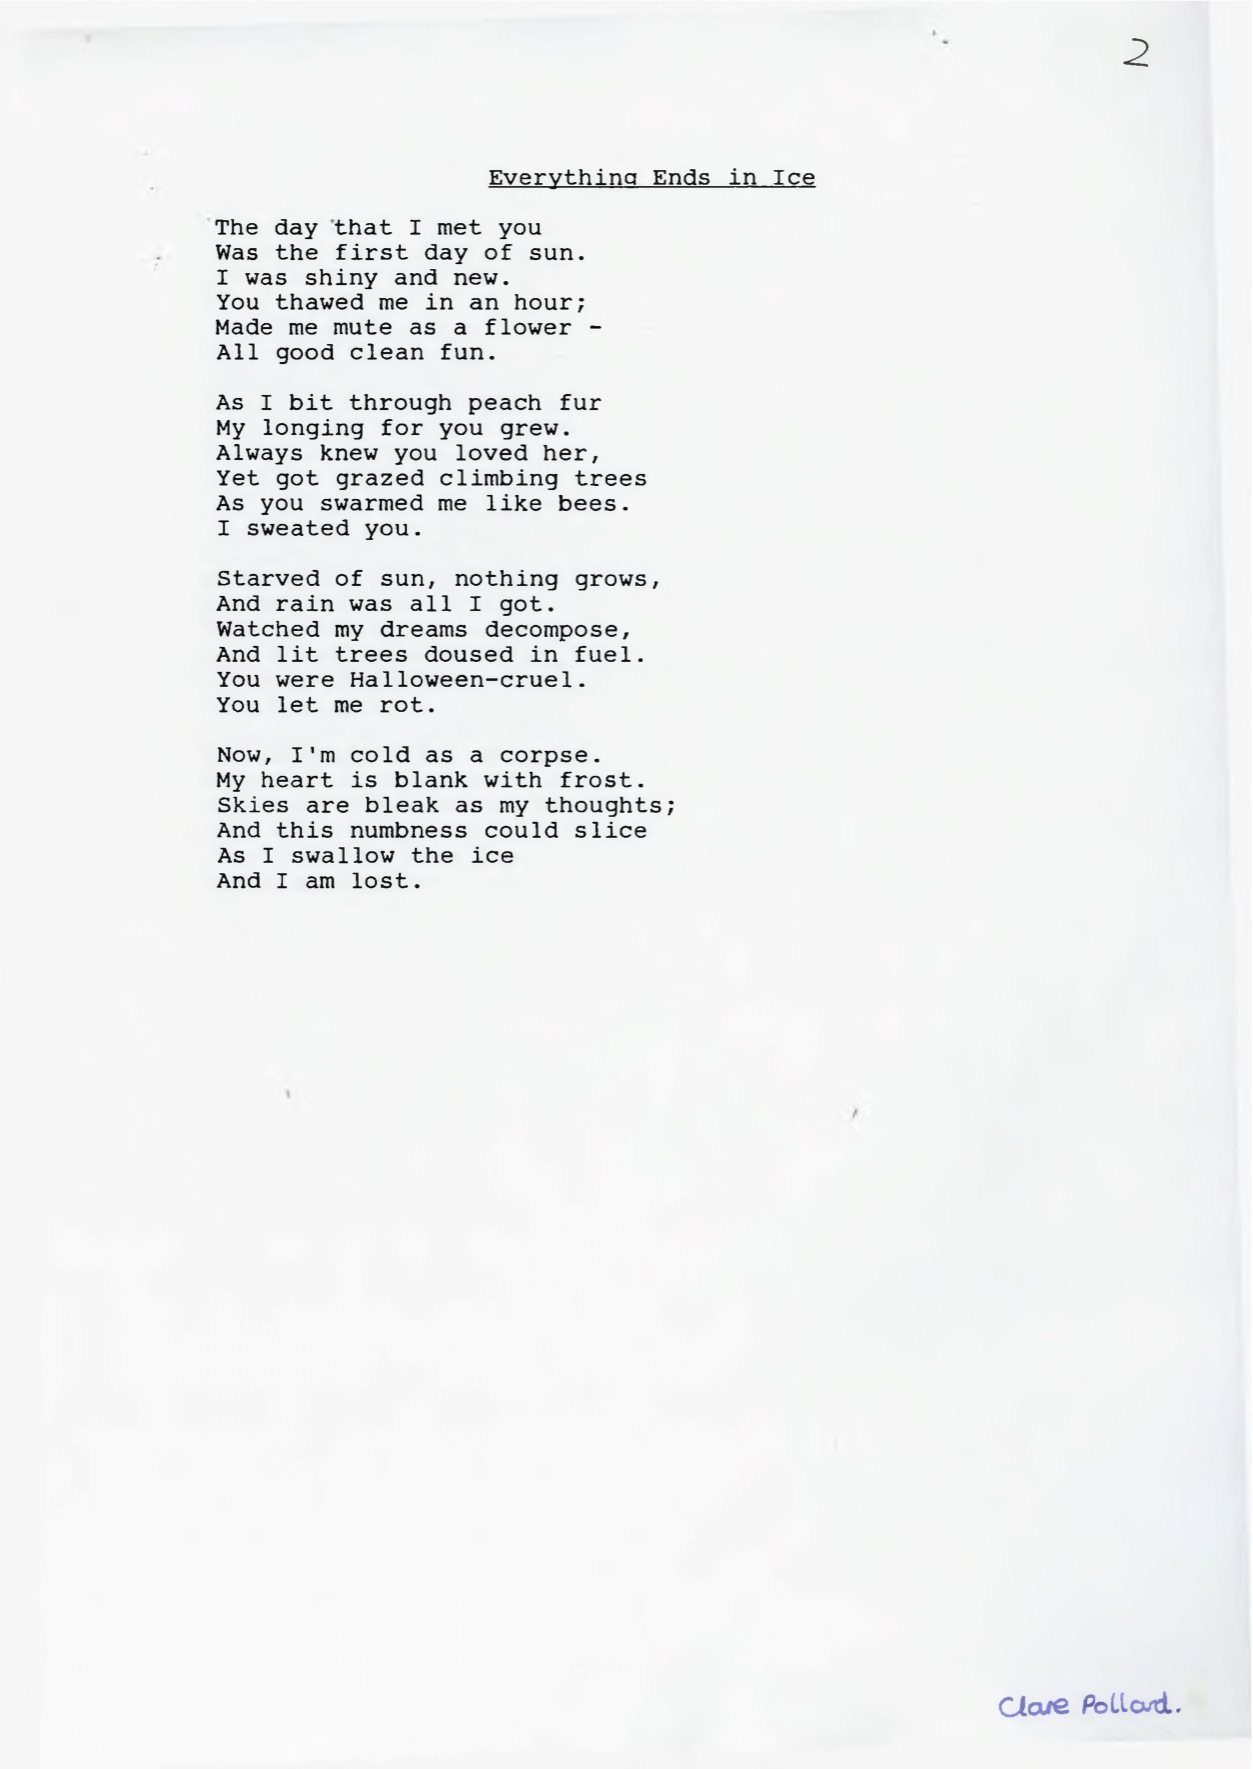 2
Everything Ends in Ice
The day that I met you
Was the first day of sun.
I was shiny and new.
You thawed me in an hour;
Made me mute as a flower -
All good clean fun.
As I bit through peach fur
My longing for you grew.
Always knew you loved her,
Yet got grazed climbing trees
As you swarmed me like bees.
I sweated you.
Starved of sun, nothing grows,
And rain was all I got.
Watched my dreams decompose,
And lit trees doused in fuel.
You were Halloween-cruel.
You let me rot.
Now, I'm cold as a corpse.
My heart is blank with frost.
Skies are bleak as my thoughts;
And this numbness could slice
As I swallow the ice
And I am lost.
Clare Pollard.